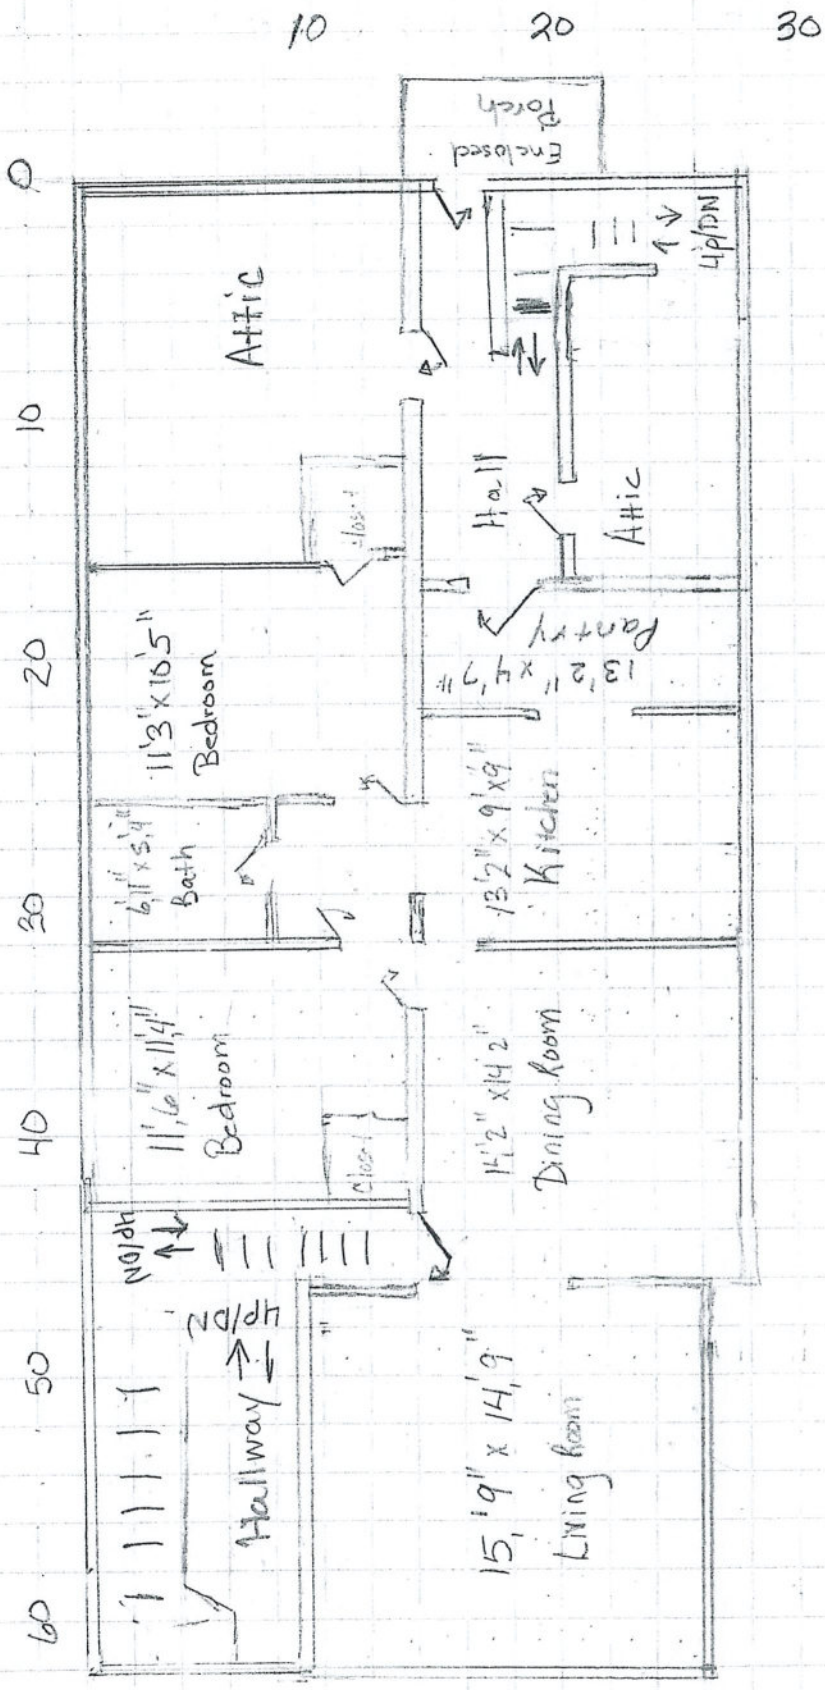 10 20 30
0
10
20
30
40
50
60
Enclosed
Porch
Attic
Up/DN
Closet
Hall
Attic
11'3" x 10'5"
Bedroom
Pantry
13'2" x 4'7"
6'1" x 5'4"
Bath
13'2" x 9'x9"
Kitchen
11'6" x 11'4"
Bedroom
Closet
14'2" x 14'2"
Dining Room
Up/DN
Up/DN
Hallway
15'9" x 14'9"
Living Room